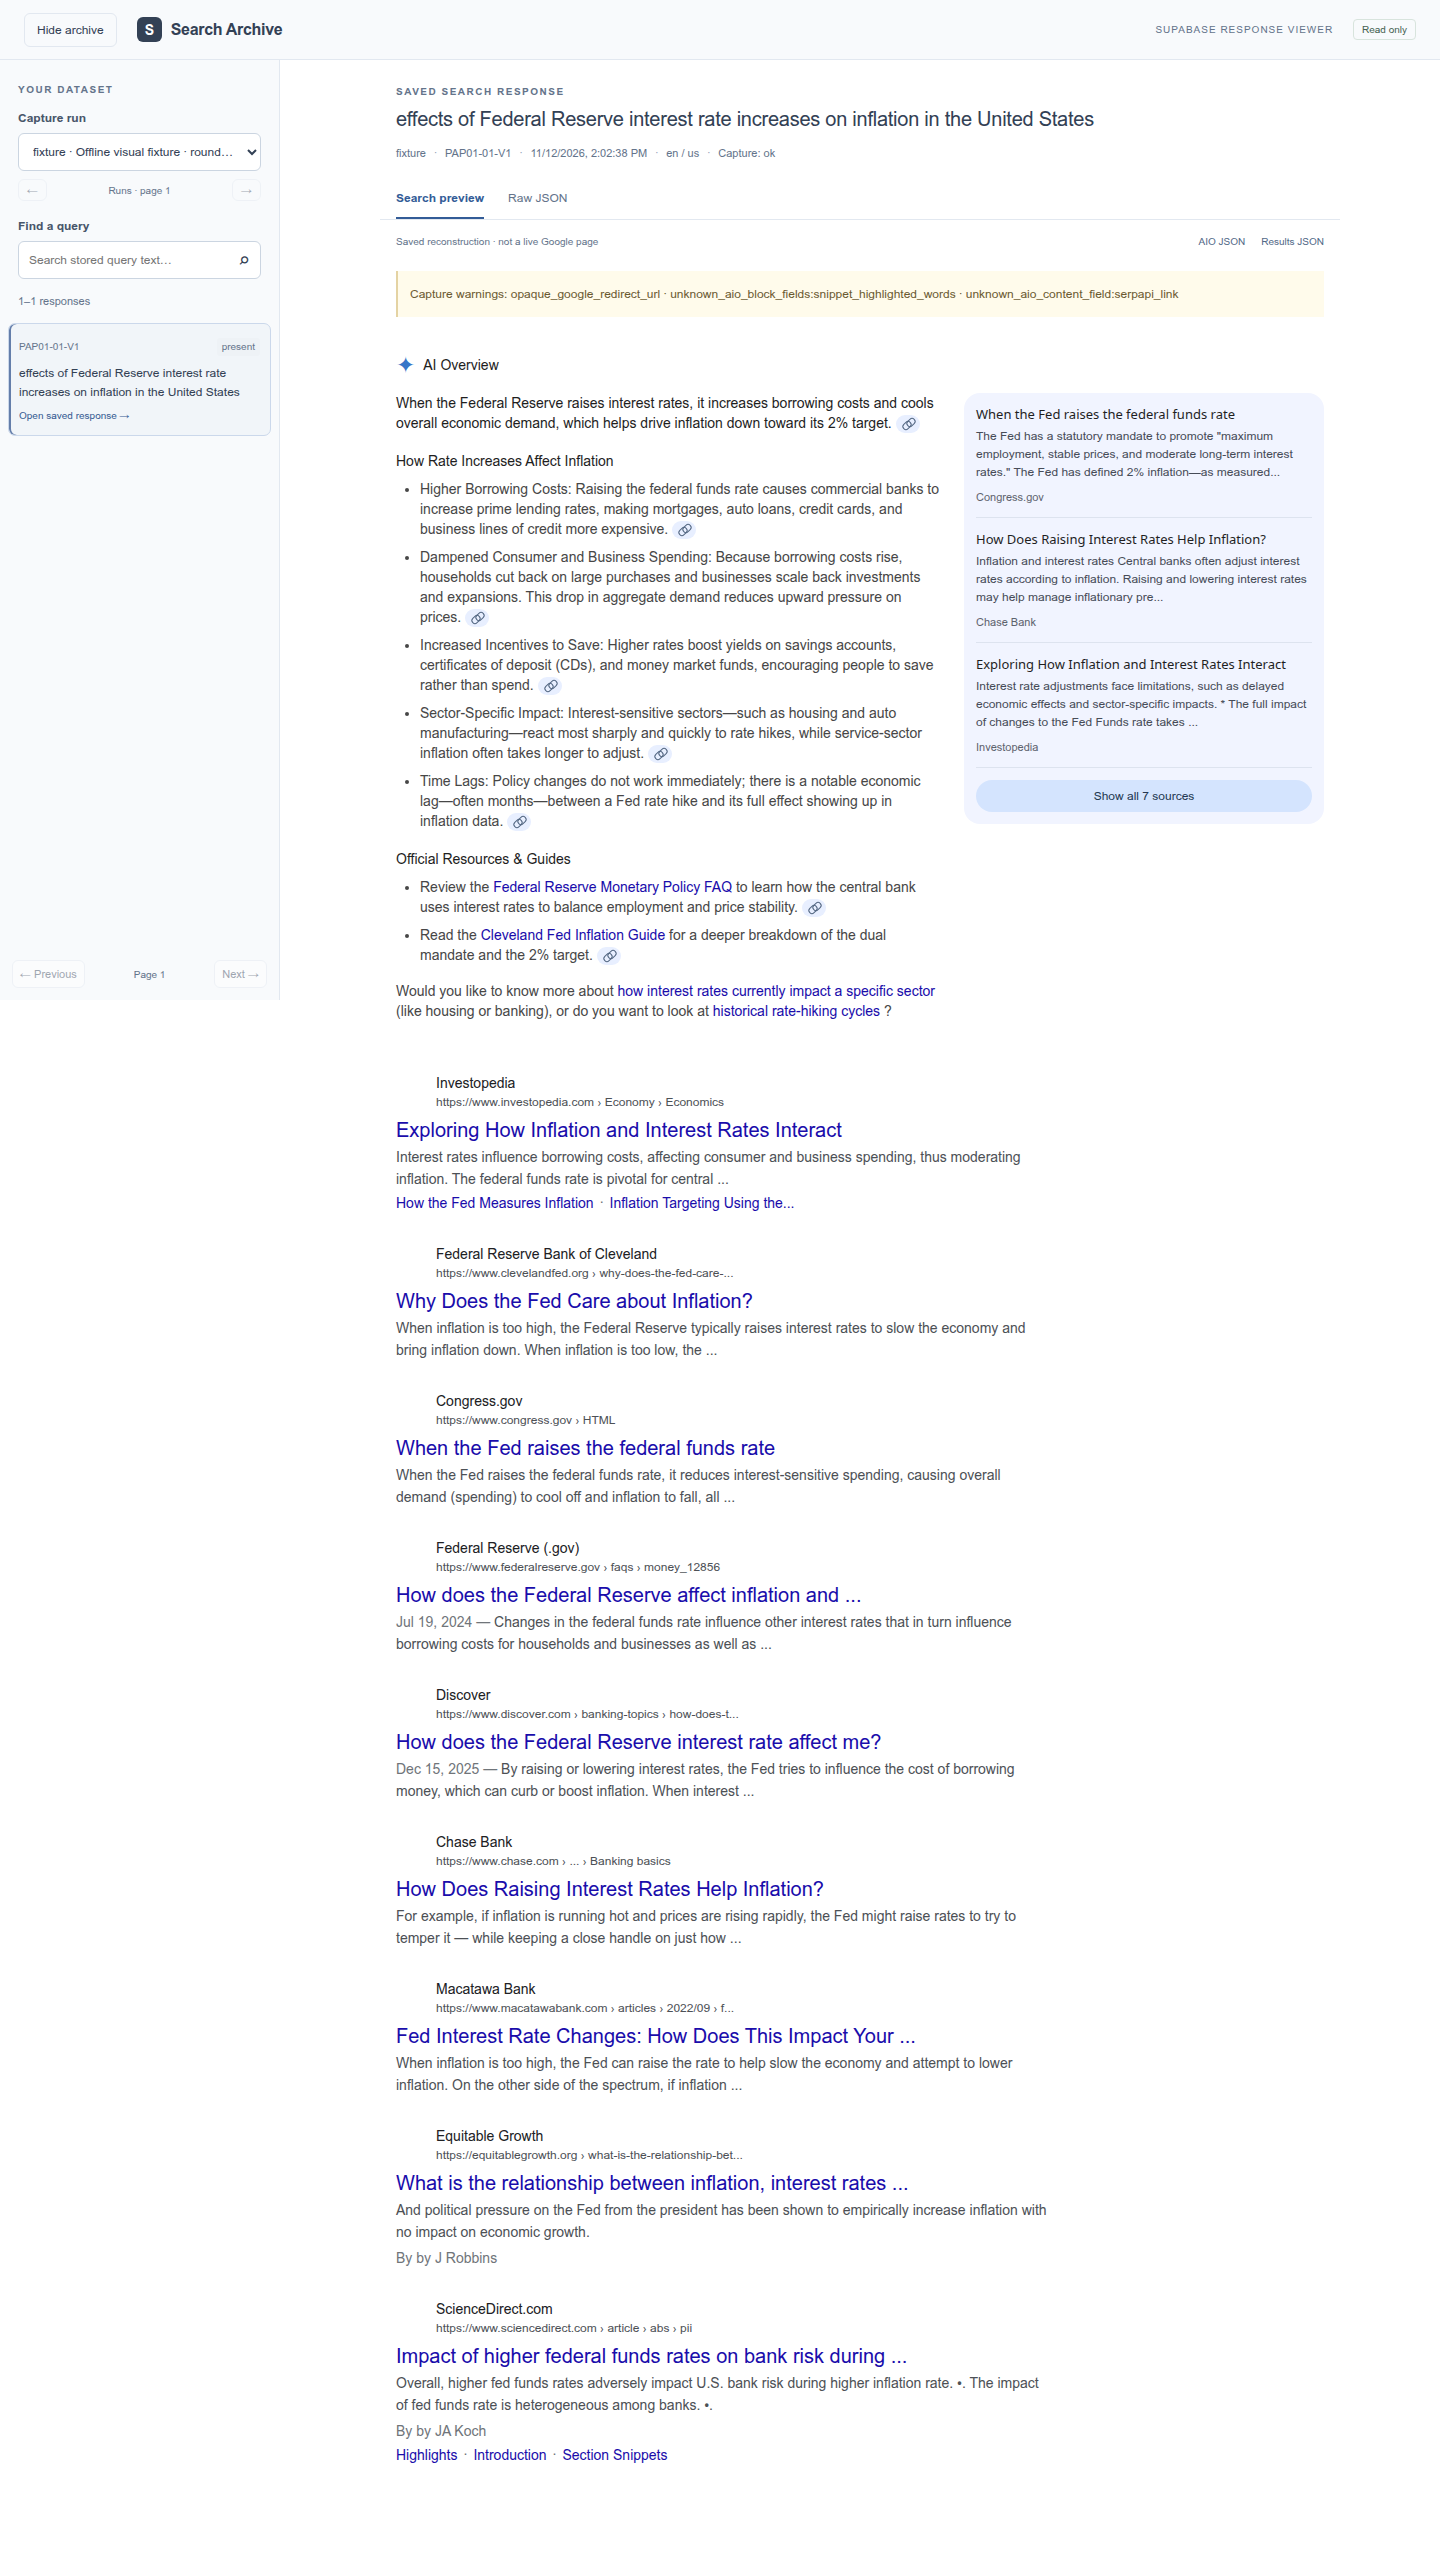 Hide archive
S
Search Archive
SUPABASE RESPONSE VIEWER
Read only
YOUR DATASET
Capture run
fixture · Offline visual fixture · round...
←
Runs · page 1
→
Find a query
Search stored query text...
1–1 responses
PAP01-01-V1
present
effects of Federal Reserve interest rate
increases on inflation in the United States
Open saved response →
← Previous
Page 1
Next →
SAVED SEARCH RESPONSE
effects of Federal Reserve interest rate increases on inflation in the United States
fixture · PAP01-01-V1 · 11/12/2026, 2:02:38 PM · en / us · Capture: ok
Search preview
Raw JSON
Saved reconstruction · not a live Google page
AIO JSON
Results JSON
Capture warnings: opaque_google_redirect_url · unknown_aio_block_fields:snippet_highlighted_words · unknown_aio_content_field:serpapi_link
AI Overview
When the Federal Reserve raises interest rates, it increases borrowing costs and cools
overall economic demand, which helps drive inflation down toward its 2% target.
How Rate Increases Affect Inflation
• Higher Borrowing Costs: Raising the federal funds rate causes commercial banks to
increase prime lending rates, making mortgages, auto loans, credit cards, and
business lines of credit more expensive.
• Dampened Consumer and Business Spending: Because borrowing costs rise,
households cut back on large purchases and businesses scale back investments
and expansions. This drop in aggregate demand reduces upward pressure on
prices.
• Increased Incentives to Save: Higher rates boost yields on savings accounts,
certificates of deposit (CDs), and money market funds, encouraging people to save
rather than spend.
• Sector-Specific Impact: Interest-sensitive sectors—such as housing and auto
manufacturing—react most sharply and quickly to rate hikes, while service-sector
inflation often takes longer to adjust.
• Time Lags: Policy changes do not work immediately; there is a notable economic
lag—often months—between a Fed rate hike and its full effect showing up in
inflation data.
Official Resources & Guides
• Review the Federal Reserve Monetary Policy FAQ to learn how the central bank
uses interest rates to balance employment and price stability.
• Read the Cleveland Fed Inflation Guide for a deeper breakdown of the dual
mandate and the 2% target.
Would you like to know more about how interest rates currently impact a specific sector
(like housing or banking), or do you want to look at historical rate-hiking cycles ?
When the Fed raises the federal funds rate
The Fed has a statutory mandate to promote "maximum
employment, stable prices, and moderate long-term interest
rates." The Fed has defined 2% inflation—as measured...
Congress.gov
How Does Raising Interest Rates Help Inflation?
Inflation and interest rates Central banks often adjust interest
rates according to inflation. Raising and lowering interest rates
may help manage inflationary pre...
Chase Bank
Exploring How Inflation and Interest Rates Interact
Interest rate adjustments face limitations, such as delayed
economic effects and sector-specific impacts. * The full impact
of changes to the Fed Funds rate takes ...
Investopedia
Show all 7 sources
Investopedia
https://www.investopedia.com › Economy › Economics
Exploring How Inflation and Interest Rates Interact
Interest rates influence borrowing costs, affecting consumer and business spending, thus moderating
inflation. The federal funds rate is pivotal for central ...
How the Fed Measures Inflation · Inflation Targeting Using the...
Federal Reserve Bank of Cleveland
https://www.clevelandfed.org › why-does-the-fed-care-...
Why Does the Fed Care about Inflation?
When inflation is too high, the Federal Reserve typically raises interest rates to slow the economy and
bring inflation down. When inflation is too low, the ...
Congress.gov
https://www.congress.gov › HTML
When the Fed raises the federal funds rate
When the Fed raises the federal funds rate, it reduces interest-sensitive spending, causing overall
demand (spending) to cool off and inflation to fall, all ...
Federal Reserve (.gov)
https://www.federalreserve.gov › faqs › money_12856
How does the Federal Reserve affect inflation and ...
Jul 19, 2024 — Changes in the federal funds rate influence other interest rates that in turn influence
borrowing costs for households and businesses as well as ...
Discover
https://www.discover.com › banking-topics › how-does-t...
How does the Federal Reserve interest rate affect me?
Dec 15, 2025 — By raising or lowering interest rates, the Fed tries to influence the cost of borrowing
money, which can curb or boost inflation. When interest ...
Chase Bank
https://www.chase.com › ... › Banking basics
How Does Raising Interest Rates Help Inflation?
For example, if inflation is running hot and prices are rising rapidly, the Fed might raise rates to try to
temper it — while keeping a close handle on just how ...
Macatawa Bank
https://www.macatawabank.com › articles › 2022/09 › f...
Fed Interest Rate Changes: How Does This Impact Your ...
When inflation is too high, the Fed can raise the rate to help slow the economy and attempt to lower
inflation. On the other side of the spectrum, if inflation ...
Equitable Growth
https://equitablegrowth.org › what-is-the-relationship-bet...
What is the relationship between inflation, interest rates ...
And political pressure on the Fed from the president has been shown to empirically increase inflation with
no impact on economic growth.
By by J Robbins
ScienceDirect.com
https://www.sciencedirect.com › article › abs › pii
Impact of higher federal funds rates on bank risk during ...
Overall, higher fed funds rates adversely impact U.S. bank risk during higher inflation rate. •. The impact
of fed funds rate is heterogeneous among banks. •.
By by JA Koch
Highlights · Introduction · Section Snippets